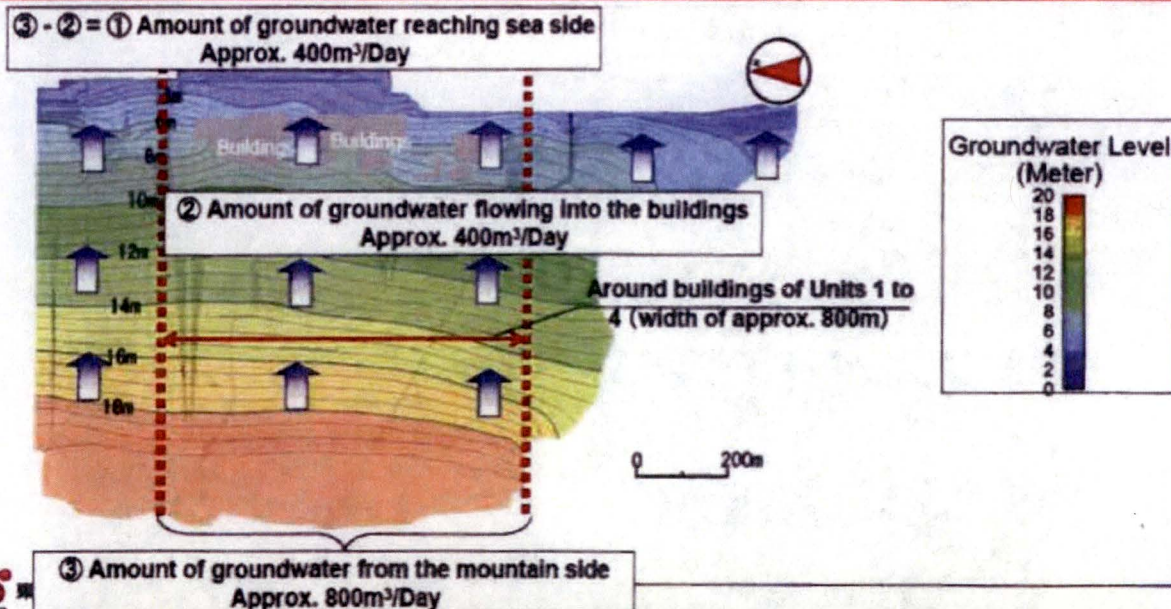 ③ - ② = ① Amount of groundwater reaching sea side
Approx. 400m³/Day
8m
Buildings Buildings
10m
② Amount of groundwater flowing into the buildings
Approx. 400m³/Day
12m
14m
Around buildings of Units 1 to
4 (width of approx. 800m)
16m
18m
0 200m
③ Amount of groundwater from the mountain side
Approx. 800m³/Day
Groundwater Level
(Meter)
20
18
16
14
12
10
8
6
4
2
0